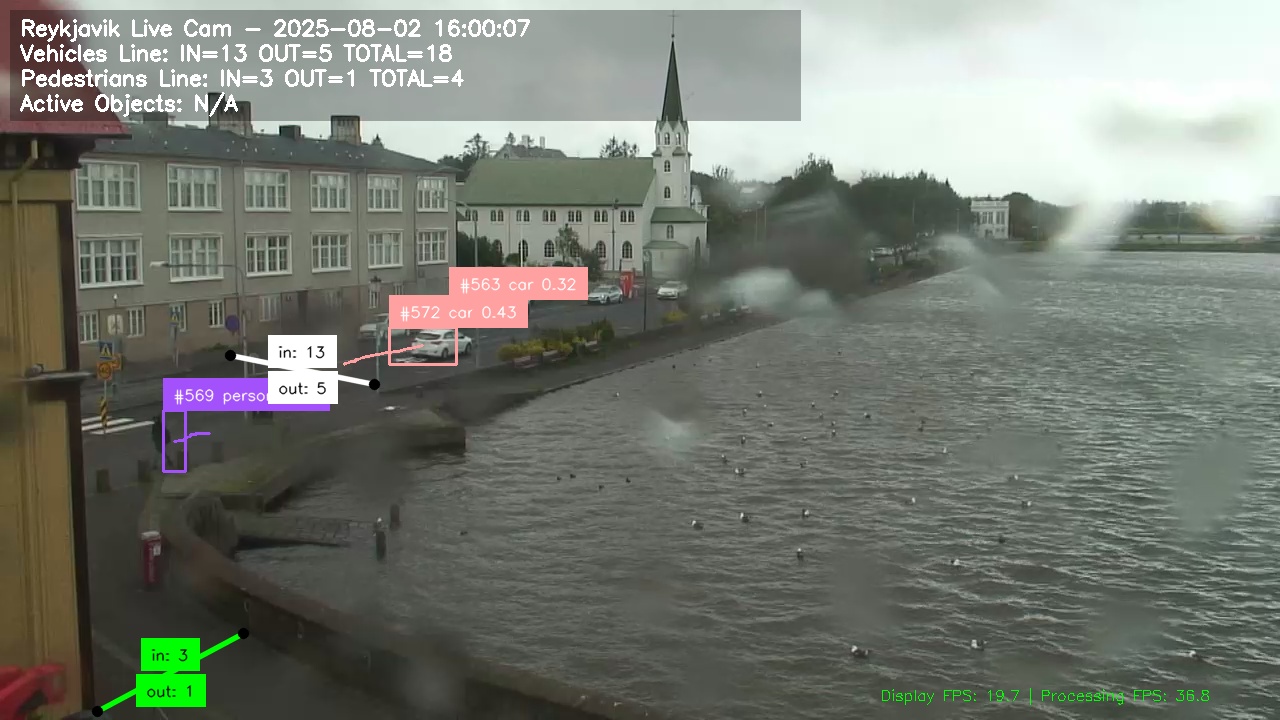 Reykjavik Live Cam - 2025-08-02 16:00:07
Vehicles Line: IN=13 OUT=5 TOTAL=18
Pedestrians Line: IN=3 OUT=1 TOTAL=4
Active Objects: N/A
#563 car 0.32
#572 car 0.43
in: 13
out: 5
#569 perso
in: 3
out: 1
Display FPS: 19.7 | Processing FPS: 36.8